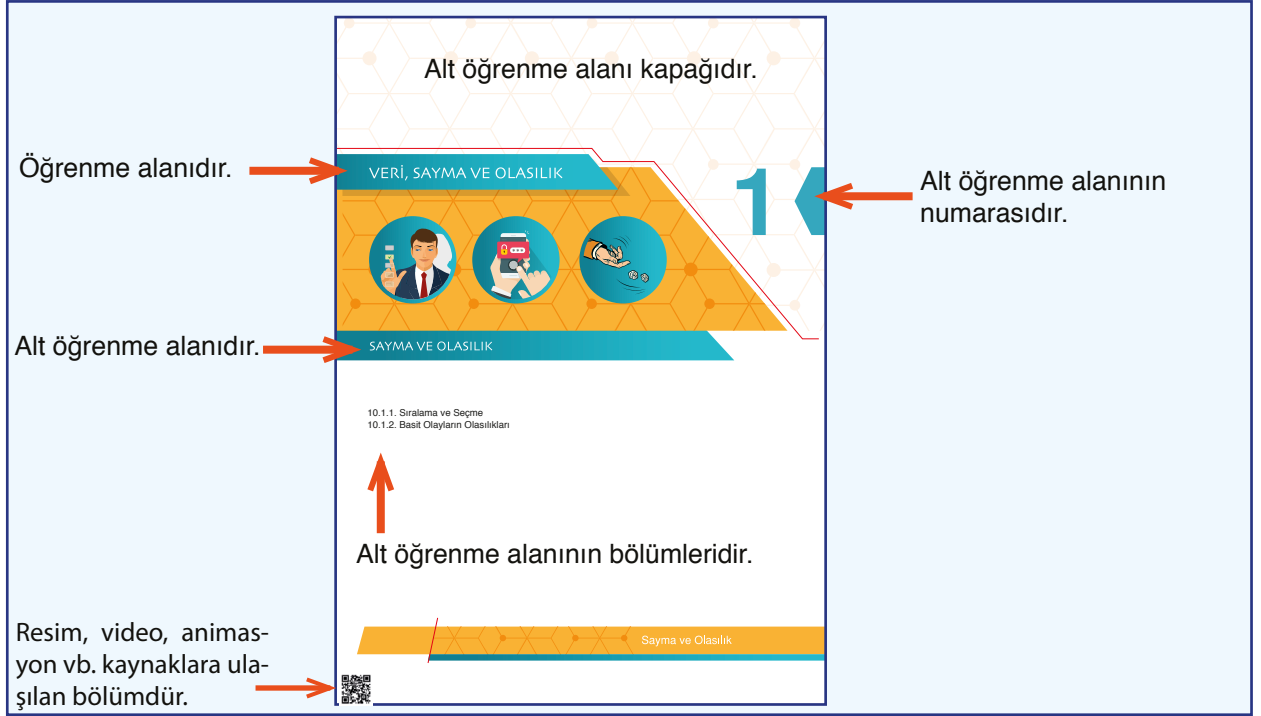 Alt öğrenme alanı kapağıdır.
Öğrenme alanıdır.
VERİ, SAYMA VE OLASILIK
1
Alt öğrenme alanının
numarasıdır.
Alt öğrenme alanıdır.
SAYMA VE OLASILIK
10.1.1. Sıralama ve Seçme
10.1.2. Basit Olayların Olasılıkları
Alt öğrenme alanının bölümleridir.
Sayma ve Olasılık
Resim, video, animas-
yon vb. kaynaklara ula-
şılan bölümdür.